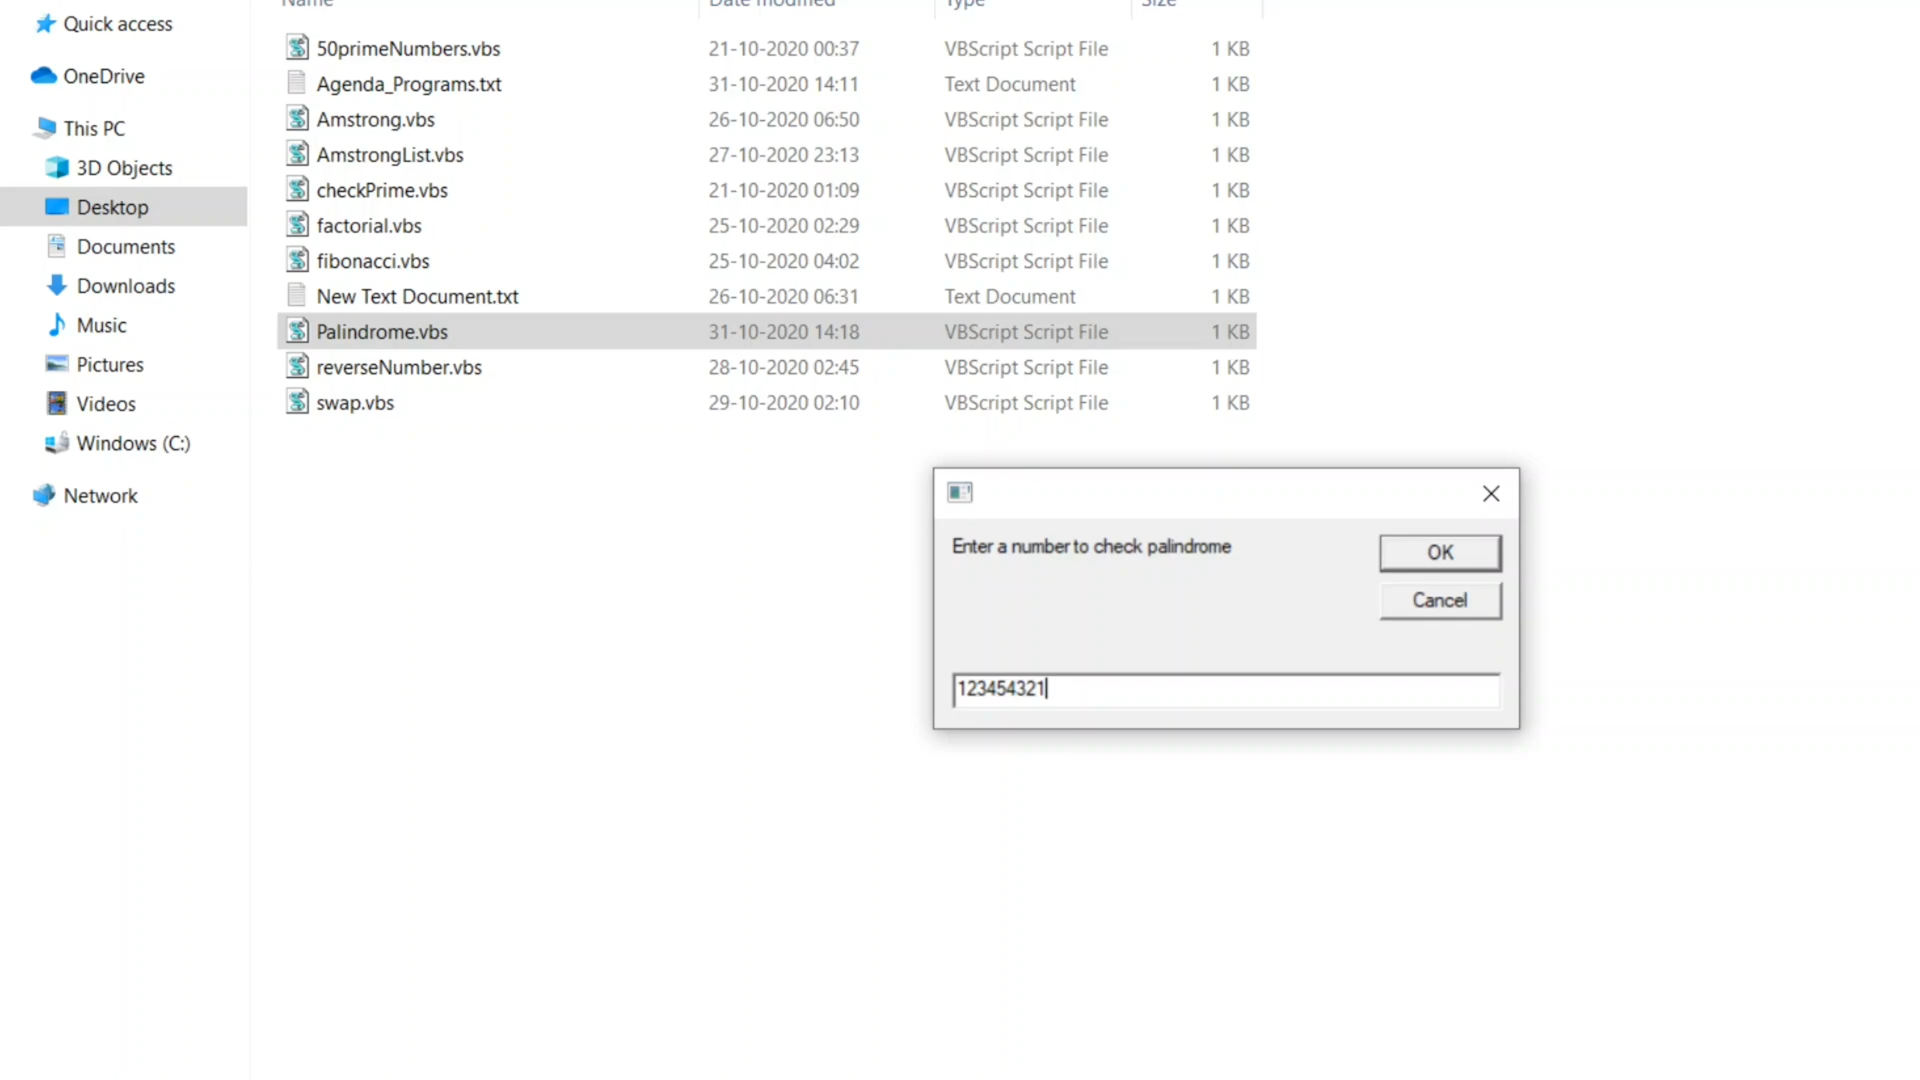 Name Date modified Type Size
Quick access
OneDrive
This PC
3D Objects
Desktop
Documents
Downloads
Music
Pictures
Videos
Windows (C:)
Network
50primeNumbers.vbs 21-10-2020 00:37 VBScript Script File 1 KB
Agenda_Programs.txt 31-10-2020 14:11 Text Document 1 KB
Amstrong.vbs 26-10-2020 06:50 VBScript Script File 1 KB
AmstrongList.vbs 27-10-2020 23:13 VBScript Script File 1 KB
checkPrime.vbs 21-10-2020 01:09 VBScript Script File 1 KB
factorial.vbs 25-10-2020 02:29 VBScript Script File 1 KB
fibonacci.vbs 25-10-2020 04:02 VBScript Script File 1 KB
New Text Document.txt 26-10-2020 06:31 Text Document 1 KB
Palindrome.vbs 31-10-2020 14:18 VBScript Script File 1 KB
reverseNumber.vbs 28-10-2020 02:45 VBScript Script File 1 KB
swap.vbs 29-10-2020 02:10 VBScript Script File 1 KB
Enter a number to check palindrome
OK
Cancel
123454321